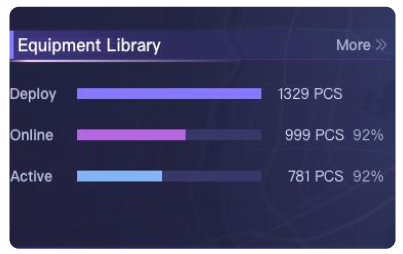 Equipment Library More >>
Deploy 1329 PCS
Online 999 PCS 92%
Active 781 PCS 92%